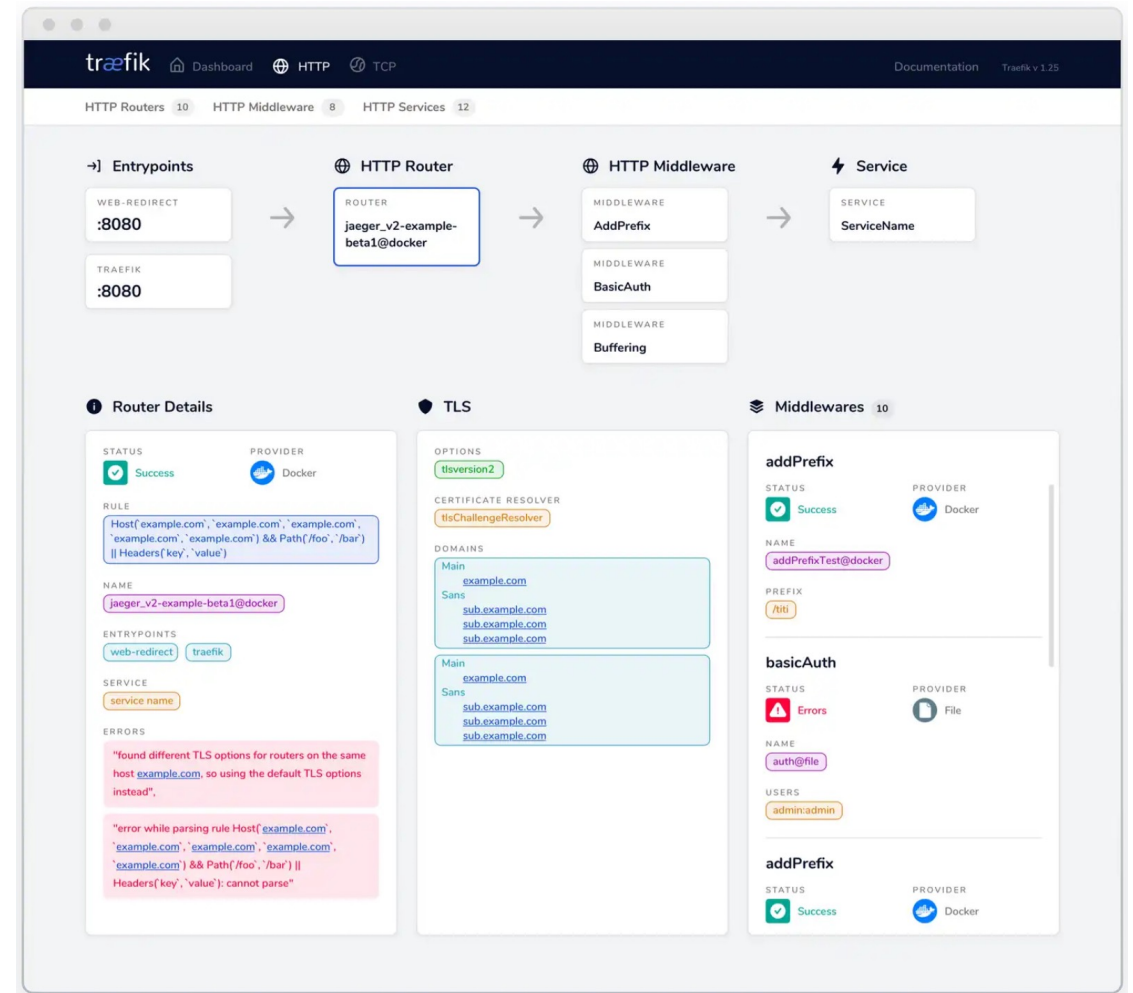 træfik Dashboard HTTP TCP Documentation Traefik v 1.25
HTTP Routers 10 HTTP Middleware 8 HTTP Services 12
Entrypoints
WEB-REDIRECT
:8080
TRAEFIK
:8080
HTTP Router
ROUTER
jaeger_v2-example-
beta1@docker
HTTP Middleware
MIDDLEWARE
AddPrefix
MIDDLEWARE
BasicAuth
MIDDLEWARE
Buffering
Service
SERVICE
ServiceName
Router Details
STATUS PROVIDER
Success Docker
RULE
Host(`example.com`,`example.com`,`example.com`,
`example.com`,`example.com`) && Path(`/foo`,`/bar`)
|| Headers(`key`,`value`)
NAME
jaeger_v2-example-beta1@docker
ENTRYPOINTS
web-redirect traefik
SERVICE
service name
ERRORS
"found different TLS options for routers on the same
host example.com, so using the default TLS options
instead",
"error while parsing rule Host(`example.com`,
`example.com`,`example.com`,`example.com`,
`example.com`) && Path(`/foo`,`/bar`) ||
Headers(`key`,`value`): cannot parse"
TLS
OPTIONS
tlsversion2
CERTIFICATE RESOLVER
tlsChallengeResolver
DOMAINS
Main
example.com
Sans
sub.example.com
sub.example.com
sub.example.com
Main
example.com
Sans
sub.example.com
sub.example.com
sub.example.com
Middlewares 10
addPrefix
STATUS PROVIDER
Success Docker
NAME
addPrefixTest@docker
PREFIX
/titi
basicAuth
STATUS PROVIDER
Errors File
NAME
auth@file
USERS
admin:admin
addPrefix
STATUS PROVIDER
Success Docker